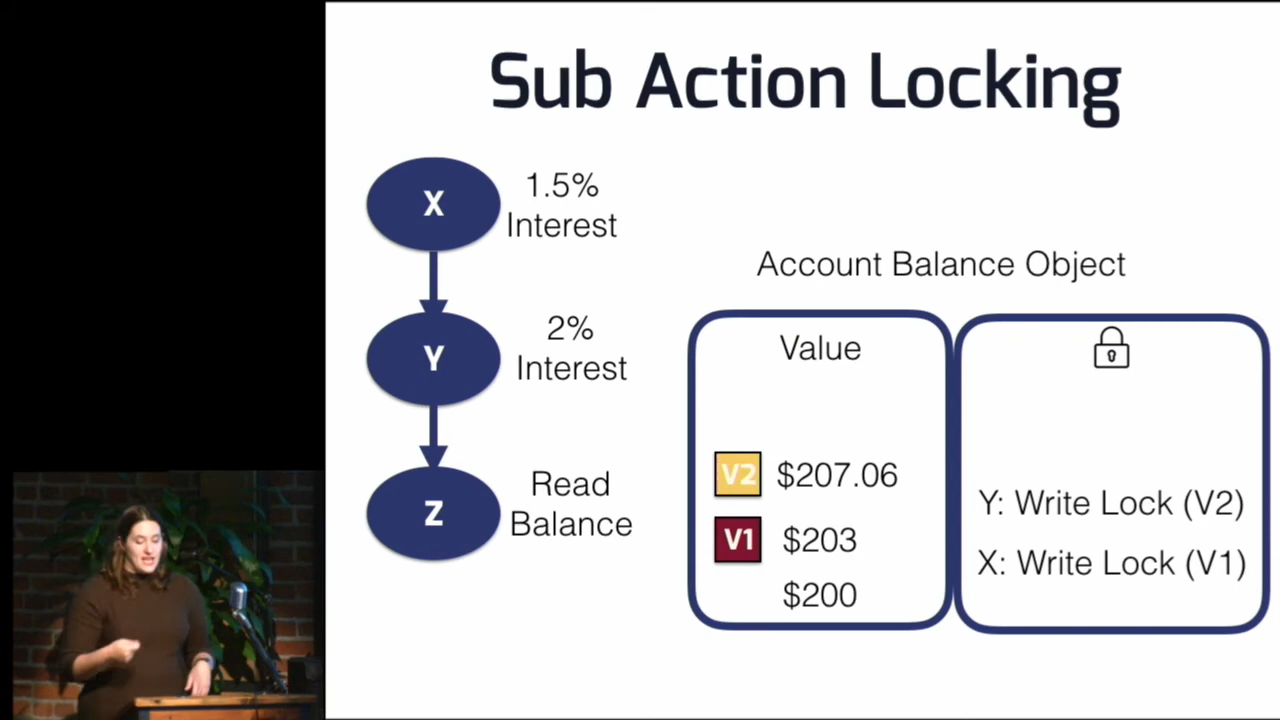 Sub Action Locking
X
1.5%
Interest
Y
2%
Interest
Z
Read
Balance
Account Balance Object
Value
V2 $207.06
V1 $203
$200
Y: Write Lock (V2)
X: Write Lock (V1)